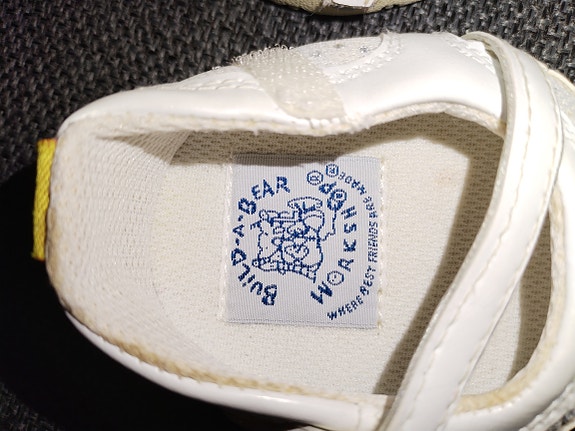 BUILD-A-BEAR
WORKSHOP®
WHERE BEST FRIENDS ARE MADE®